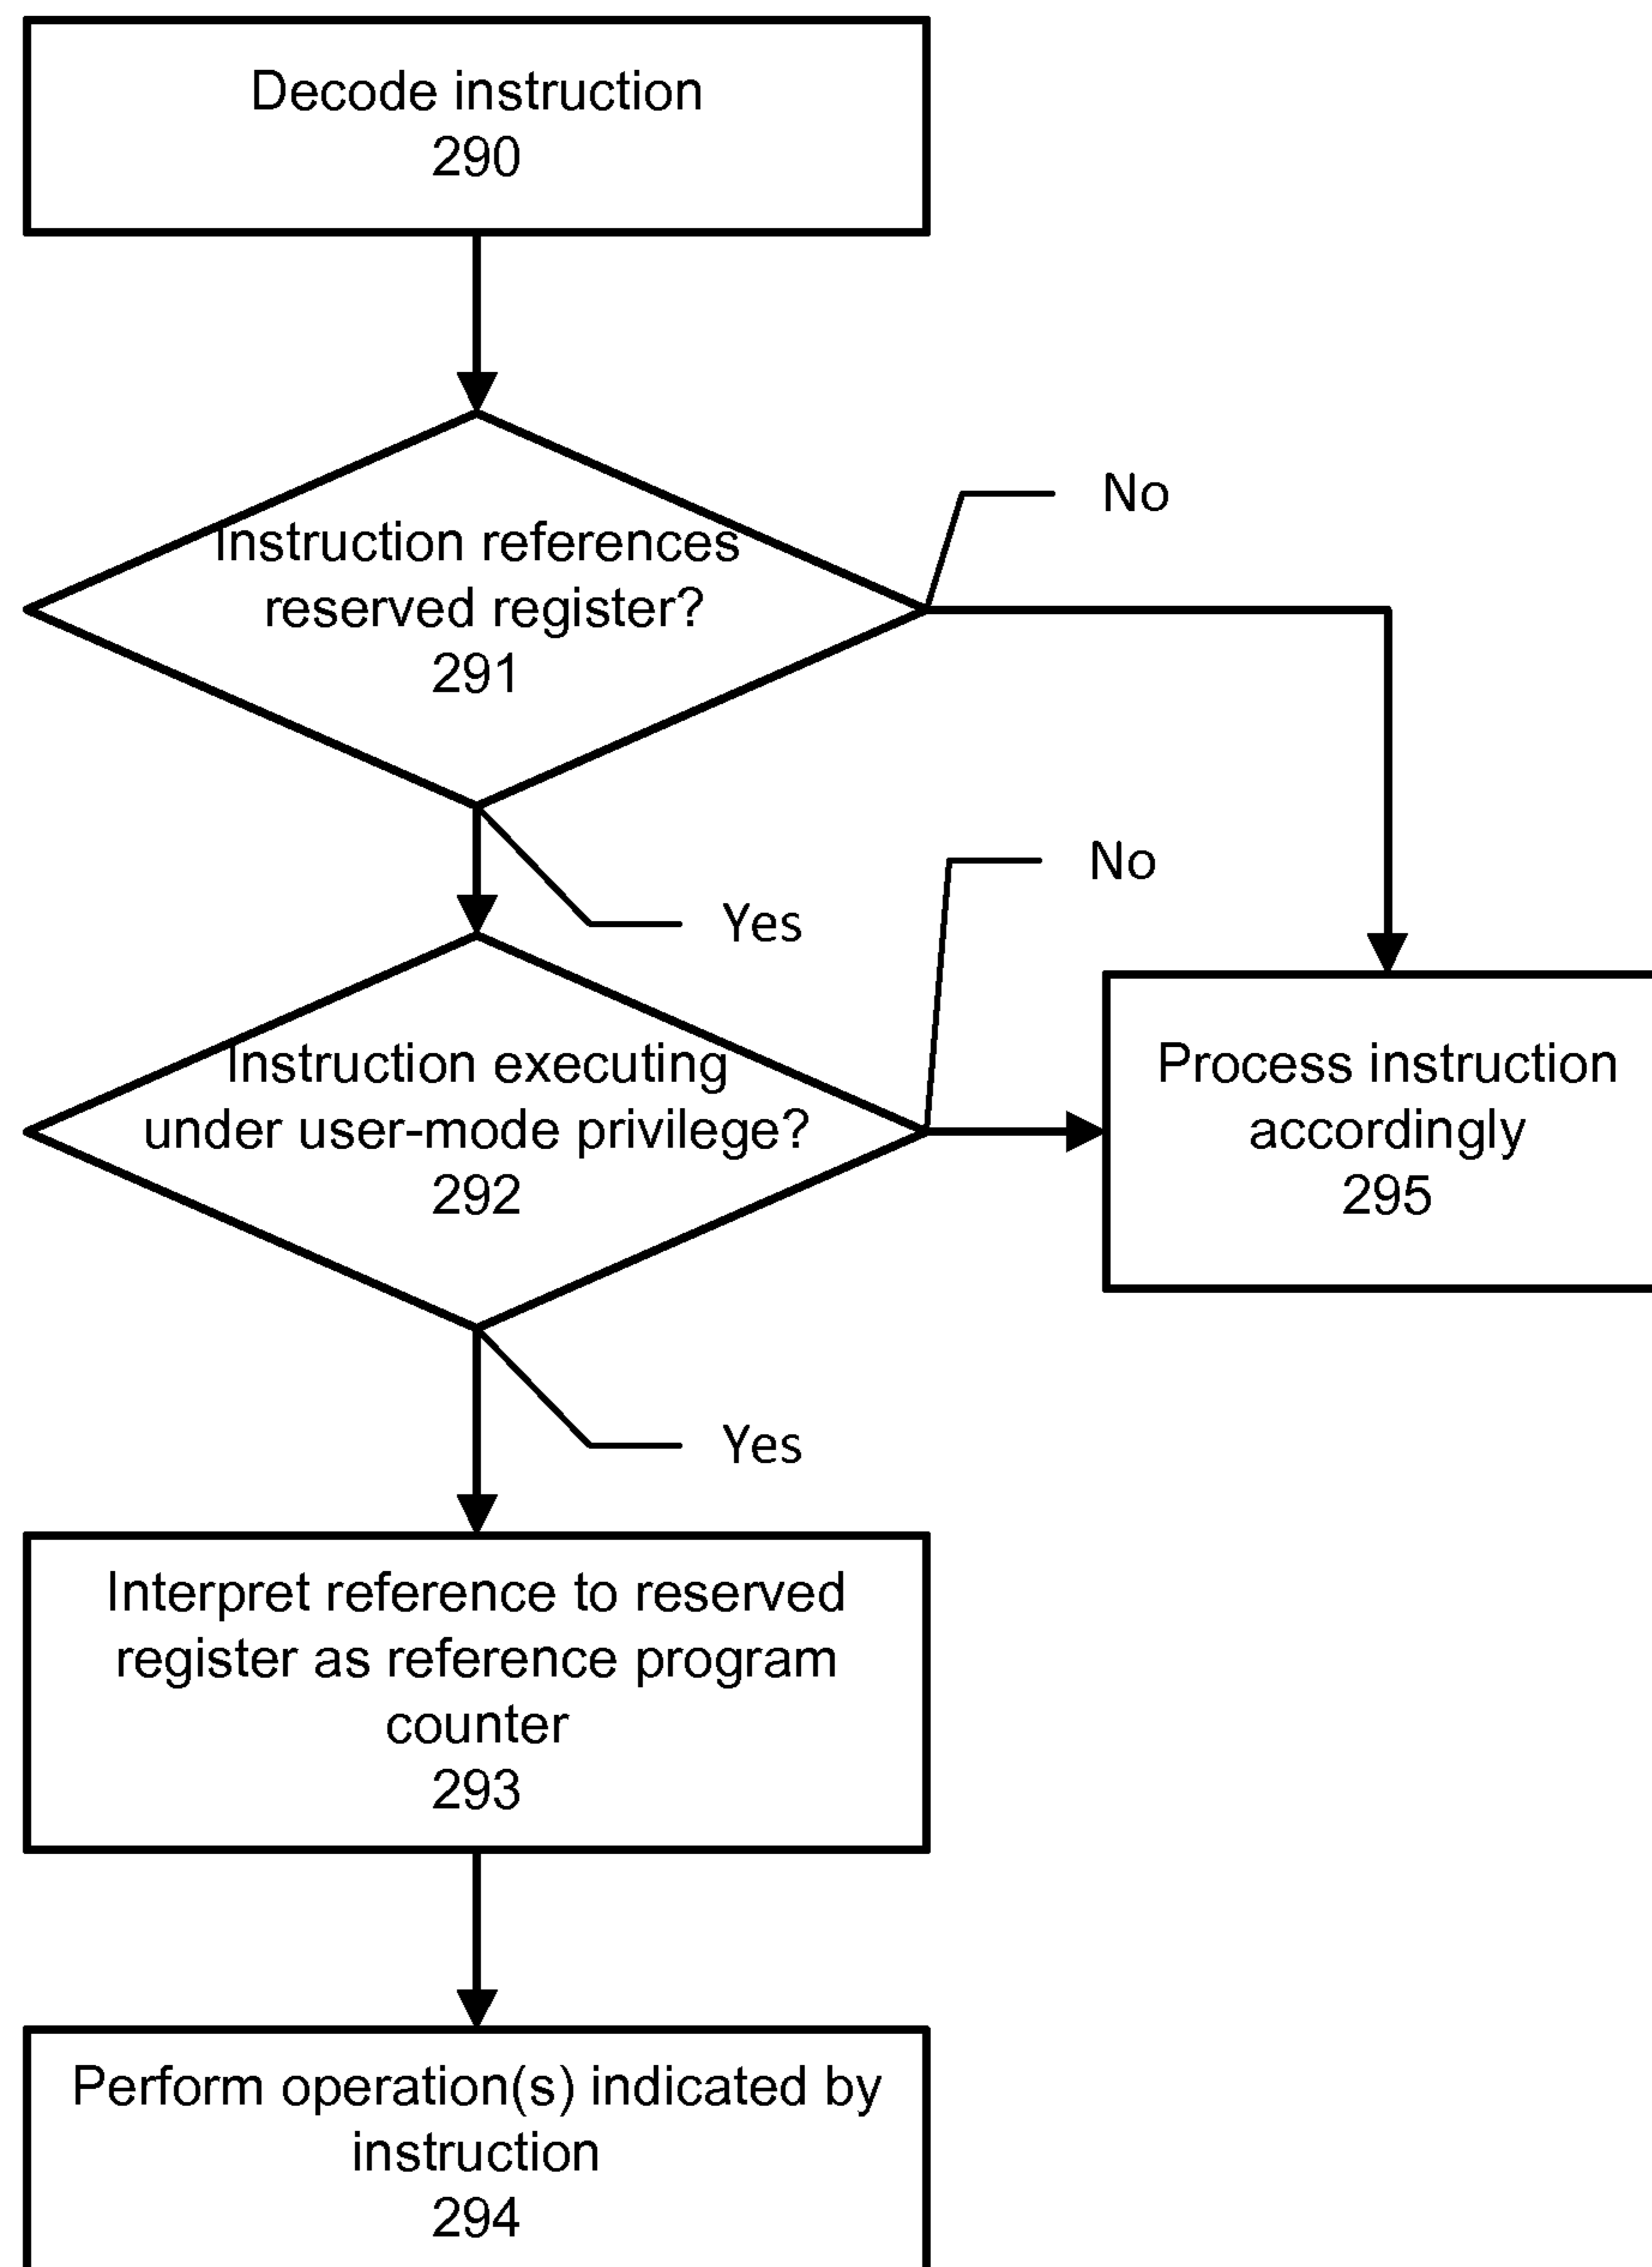 Decode instruction
290
Instruction references
reserved register?
291
No
Yes
No
Instruction executing
under user-mode privilege?
292
Process instruction
accordingly
295
Yes
Interpret reference to reserved
register as reference program
counter
293
Perform operation(s) indicated by
instruction
294